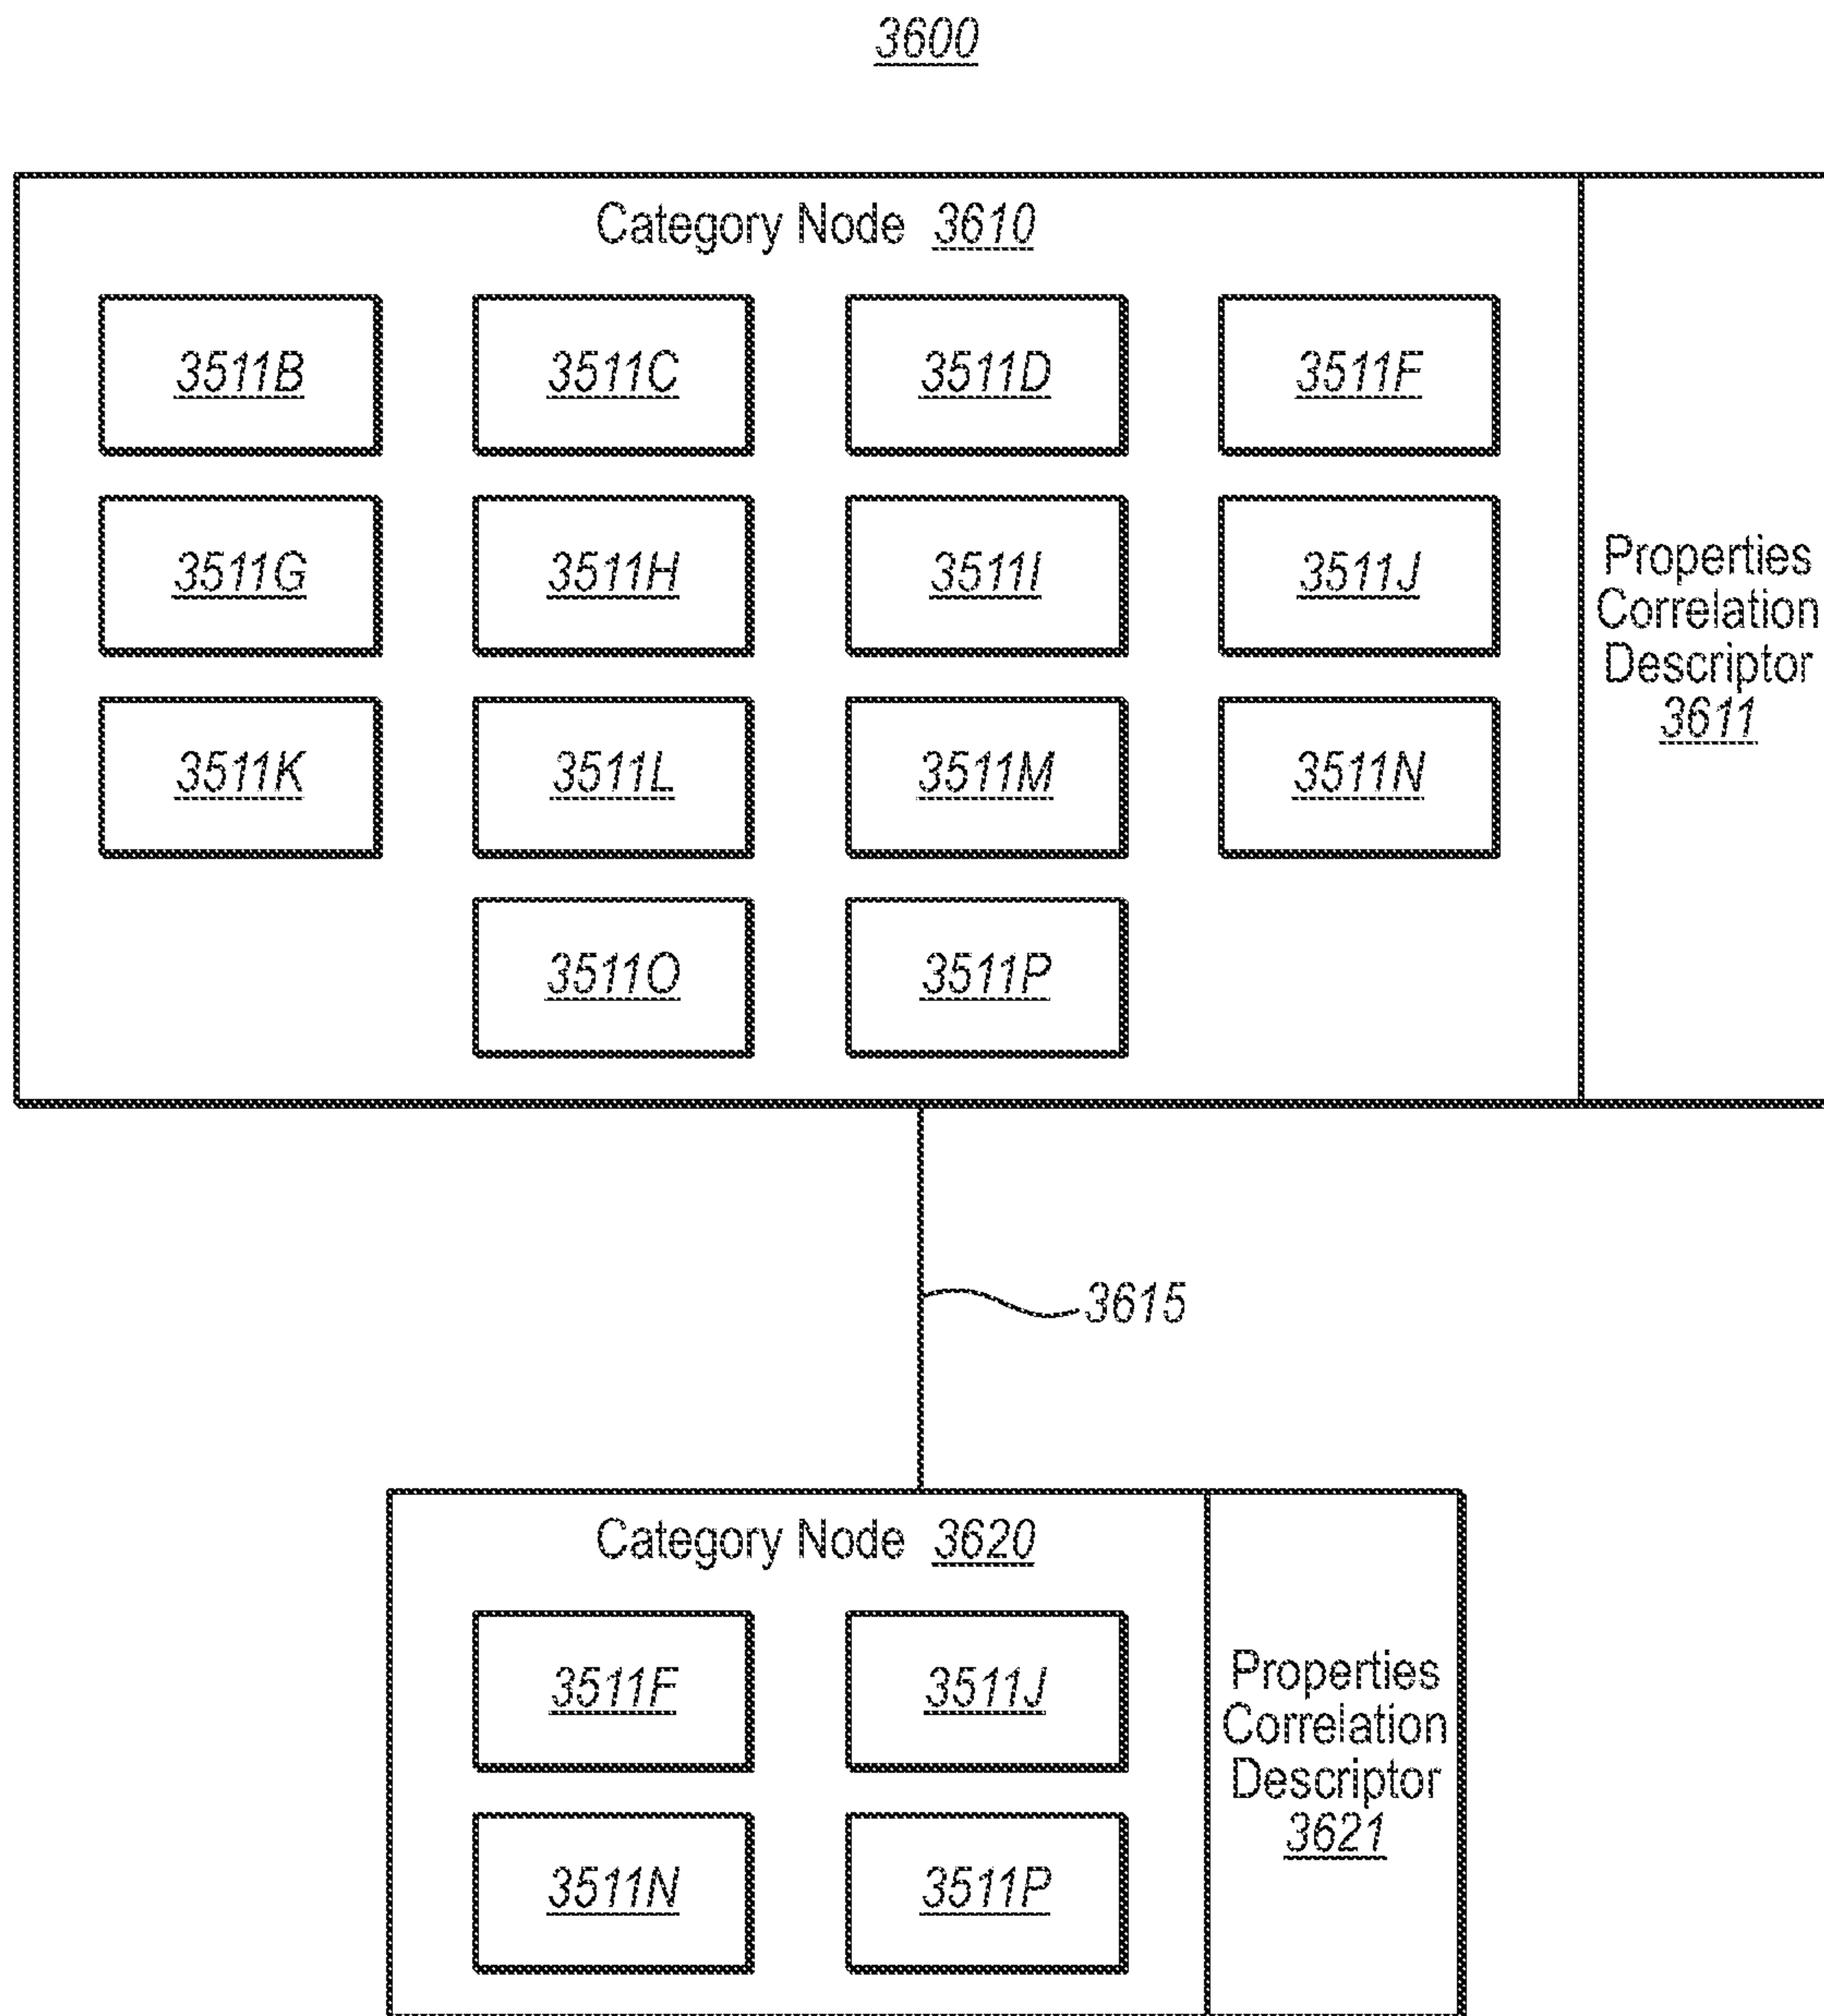 3600
Category Node 3610
3511B 3511C 3511D 3511F
3511G 3511H 3511I 3511J
3511K 3511L 3511M 3511N
3511O 3511P
Properties
Correlation
Descriptor
3611
3615
Category Node 3620
3511F 3511J
3511N 3511P
Properties
Correlation
Descriptor
3621